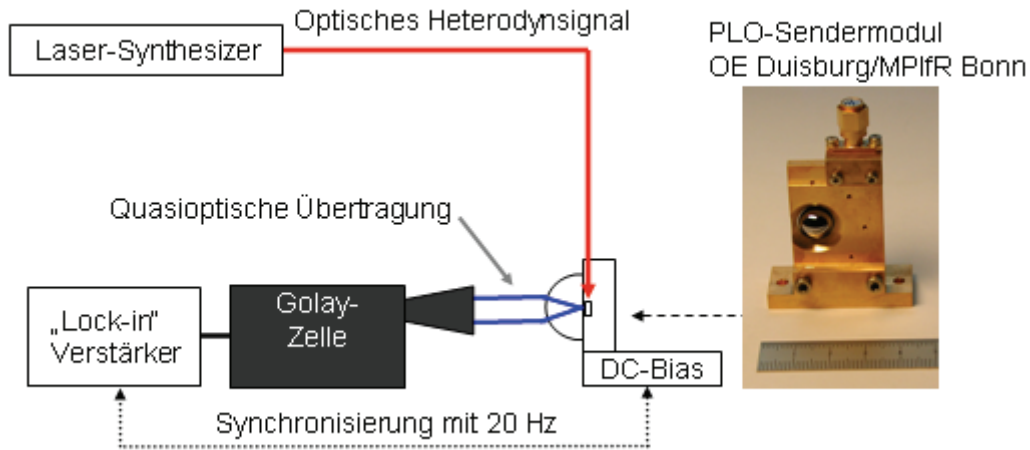 Optisches Heterodynsignal
Laser-Synthesizer
PLO-Sendermodul
OE Duisburg/MPIfR Bonn
Quasioptische Übertragung
„Lock-in"
Verstärker
Golay-
Zelle
DC-Bias
Synchronisierung mit 20 Hz